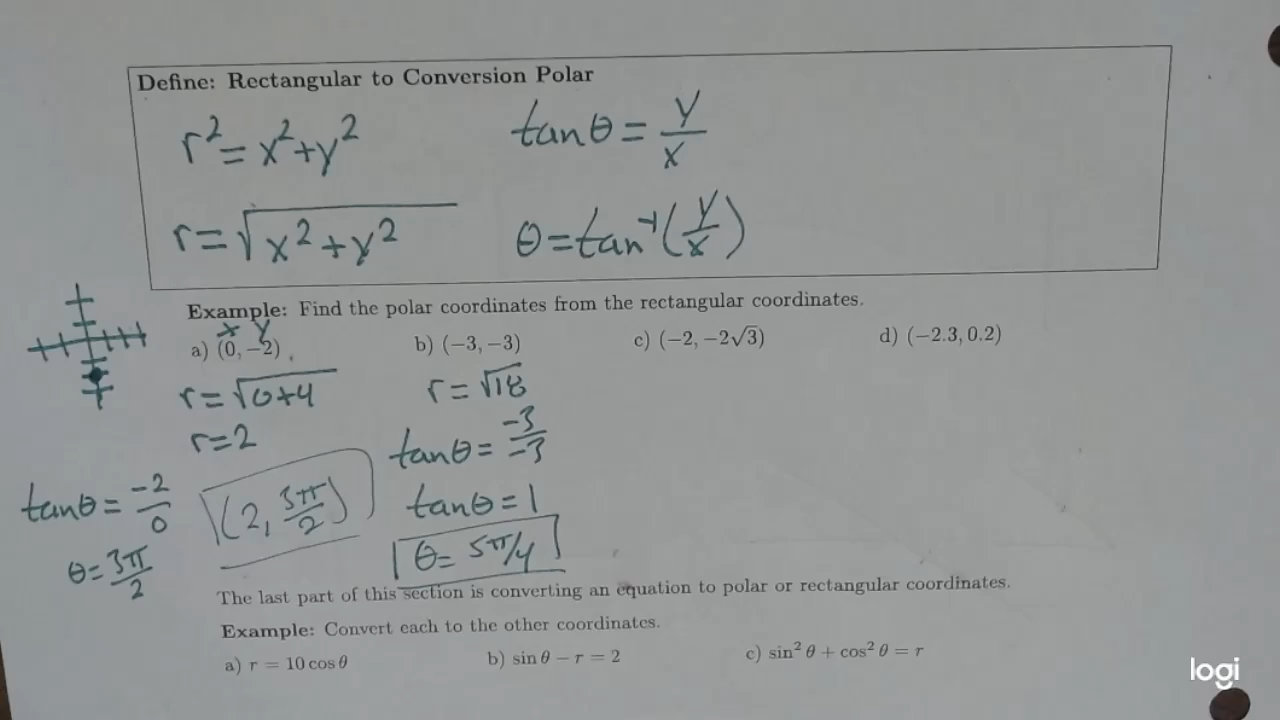 Define: Rectangular to Conversion Polar
r² = x² + y²
tanθ = y/x
r = √(x² + y²)
θ = tan⁻¹(y/x)
Example: Find the polar coordinates from the rectangular coordinates.
x y
a) (0, −2)
b) (−3, −3)
c) (−2, −2√3)
d) (−2.3, 0.2)
r = √(0+4)
r = 2
tanθ = −2/0
θ = 3π/2
(2, 3π/2)
r = √18
tanθ = −3/−3
tanθ = 1
θ = 5π/4
The last part of this section is converting an equation to polar or rectangular coordinates.
Example: Convert each to the other coordinates.
a) r = 10 cos θ
b) sin θ − r = 2
c) sin² θ + cos² θ = r
logi